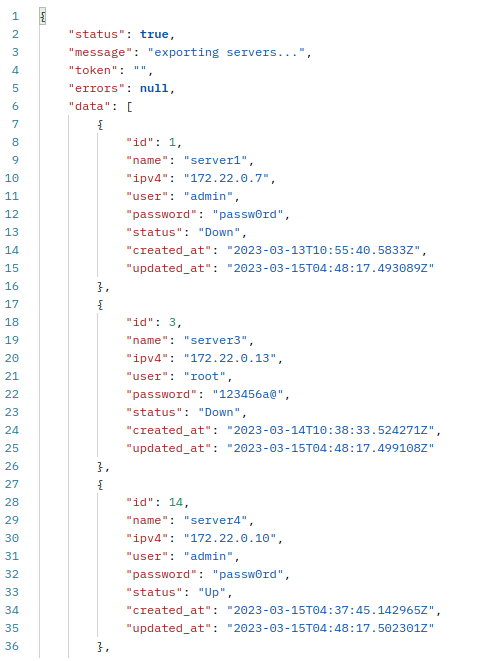 1 {
2 "status": true,
3 "message": "exporting servers...",
4 "token": "",
5 "errors": null,
6 "data": [
7 {
8 "id": 1,
9 "name": "server1",
10 "ipv4": "172.22.0.7",
11 "user": "admin",
12 "password": "passw0rd",
13 "status": "Down",
14 "created_at": "2023-03-13T10:55:40.5833Z",
15 "updated_at": "2023-03-15T04:48:17.493089Z"
16 },
17 {
18 "id": 3,
19 "name": "server3",
20 "ipv4": "172.22.0.13",
21 "user": "root",
22 "password": "123456a@",
23 "status": "Down",
24 "created_at": "2023-03-14T10:38:33.524271Z",
25 "updated_at": "2023-03-15T04:48:17.499108Z"
26 },
27 {
28 "id": 14,
29 "name": "server4",
30 "ipv4": "172.22.0.10",
31 "user": "admin",
32 "password": "passw0rd",
33 "status": "Up",
34 "created_at": "2023-03-15T04:37:45.142965Z",
35 "updated_at": "2023-03-15T04:48:17.502301Z"
36 },